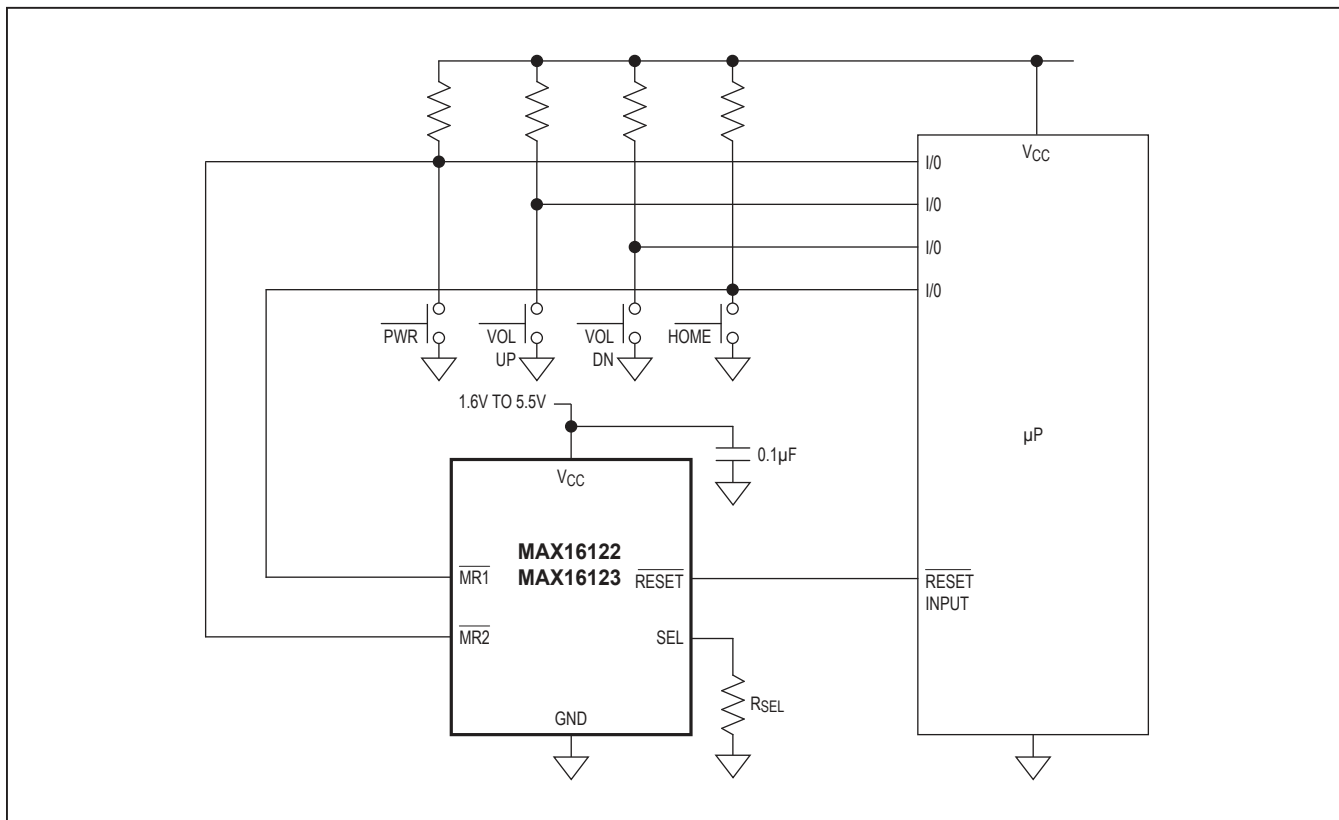 VCC
I/0
I/0
I/0
I/0
PWR
VOL
UP
VOL
DN
HOME
1.6V TO 5.5V
0.1µF
VCC
µP
MAX16122
MAX16123
MR1
RESET
RESET
INPUT
MR2
SEL
RSEL
GND